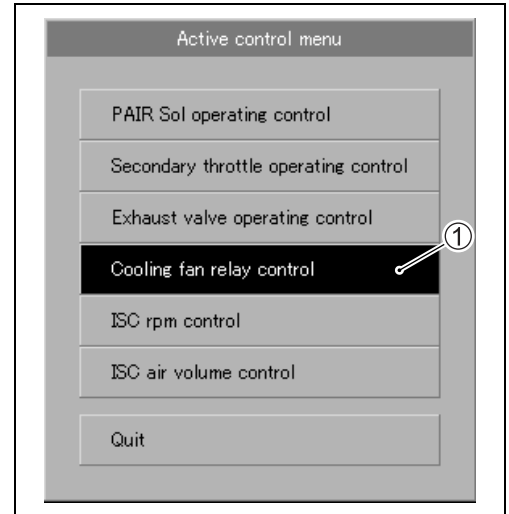 Active control menu
PAIR Sol operating control
Secondary throttle operating control
Exhaust valve operating control
1
Cooling fan relay control
ISC rpm control
ISC air volume control
Quit